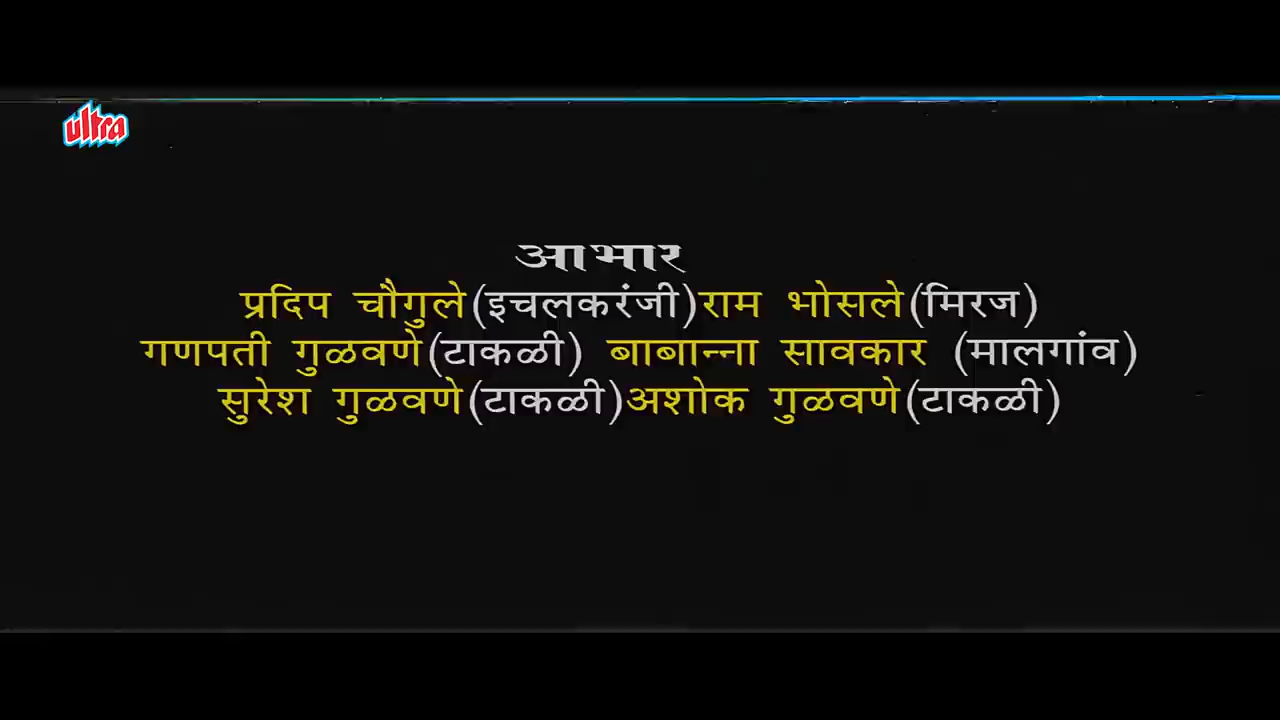 ultra
आभार
प्रदिप चौगुले(इचलकरंजी)राम भोसले(मिरज)
गणपती गुळवणे(टाकळी) बाबान्ना सावकार (मालगांव)
सुरेश गुळवणे(टाकळी)अशोक गुळवणे(टाकळी)